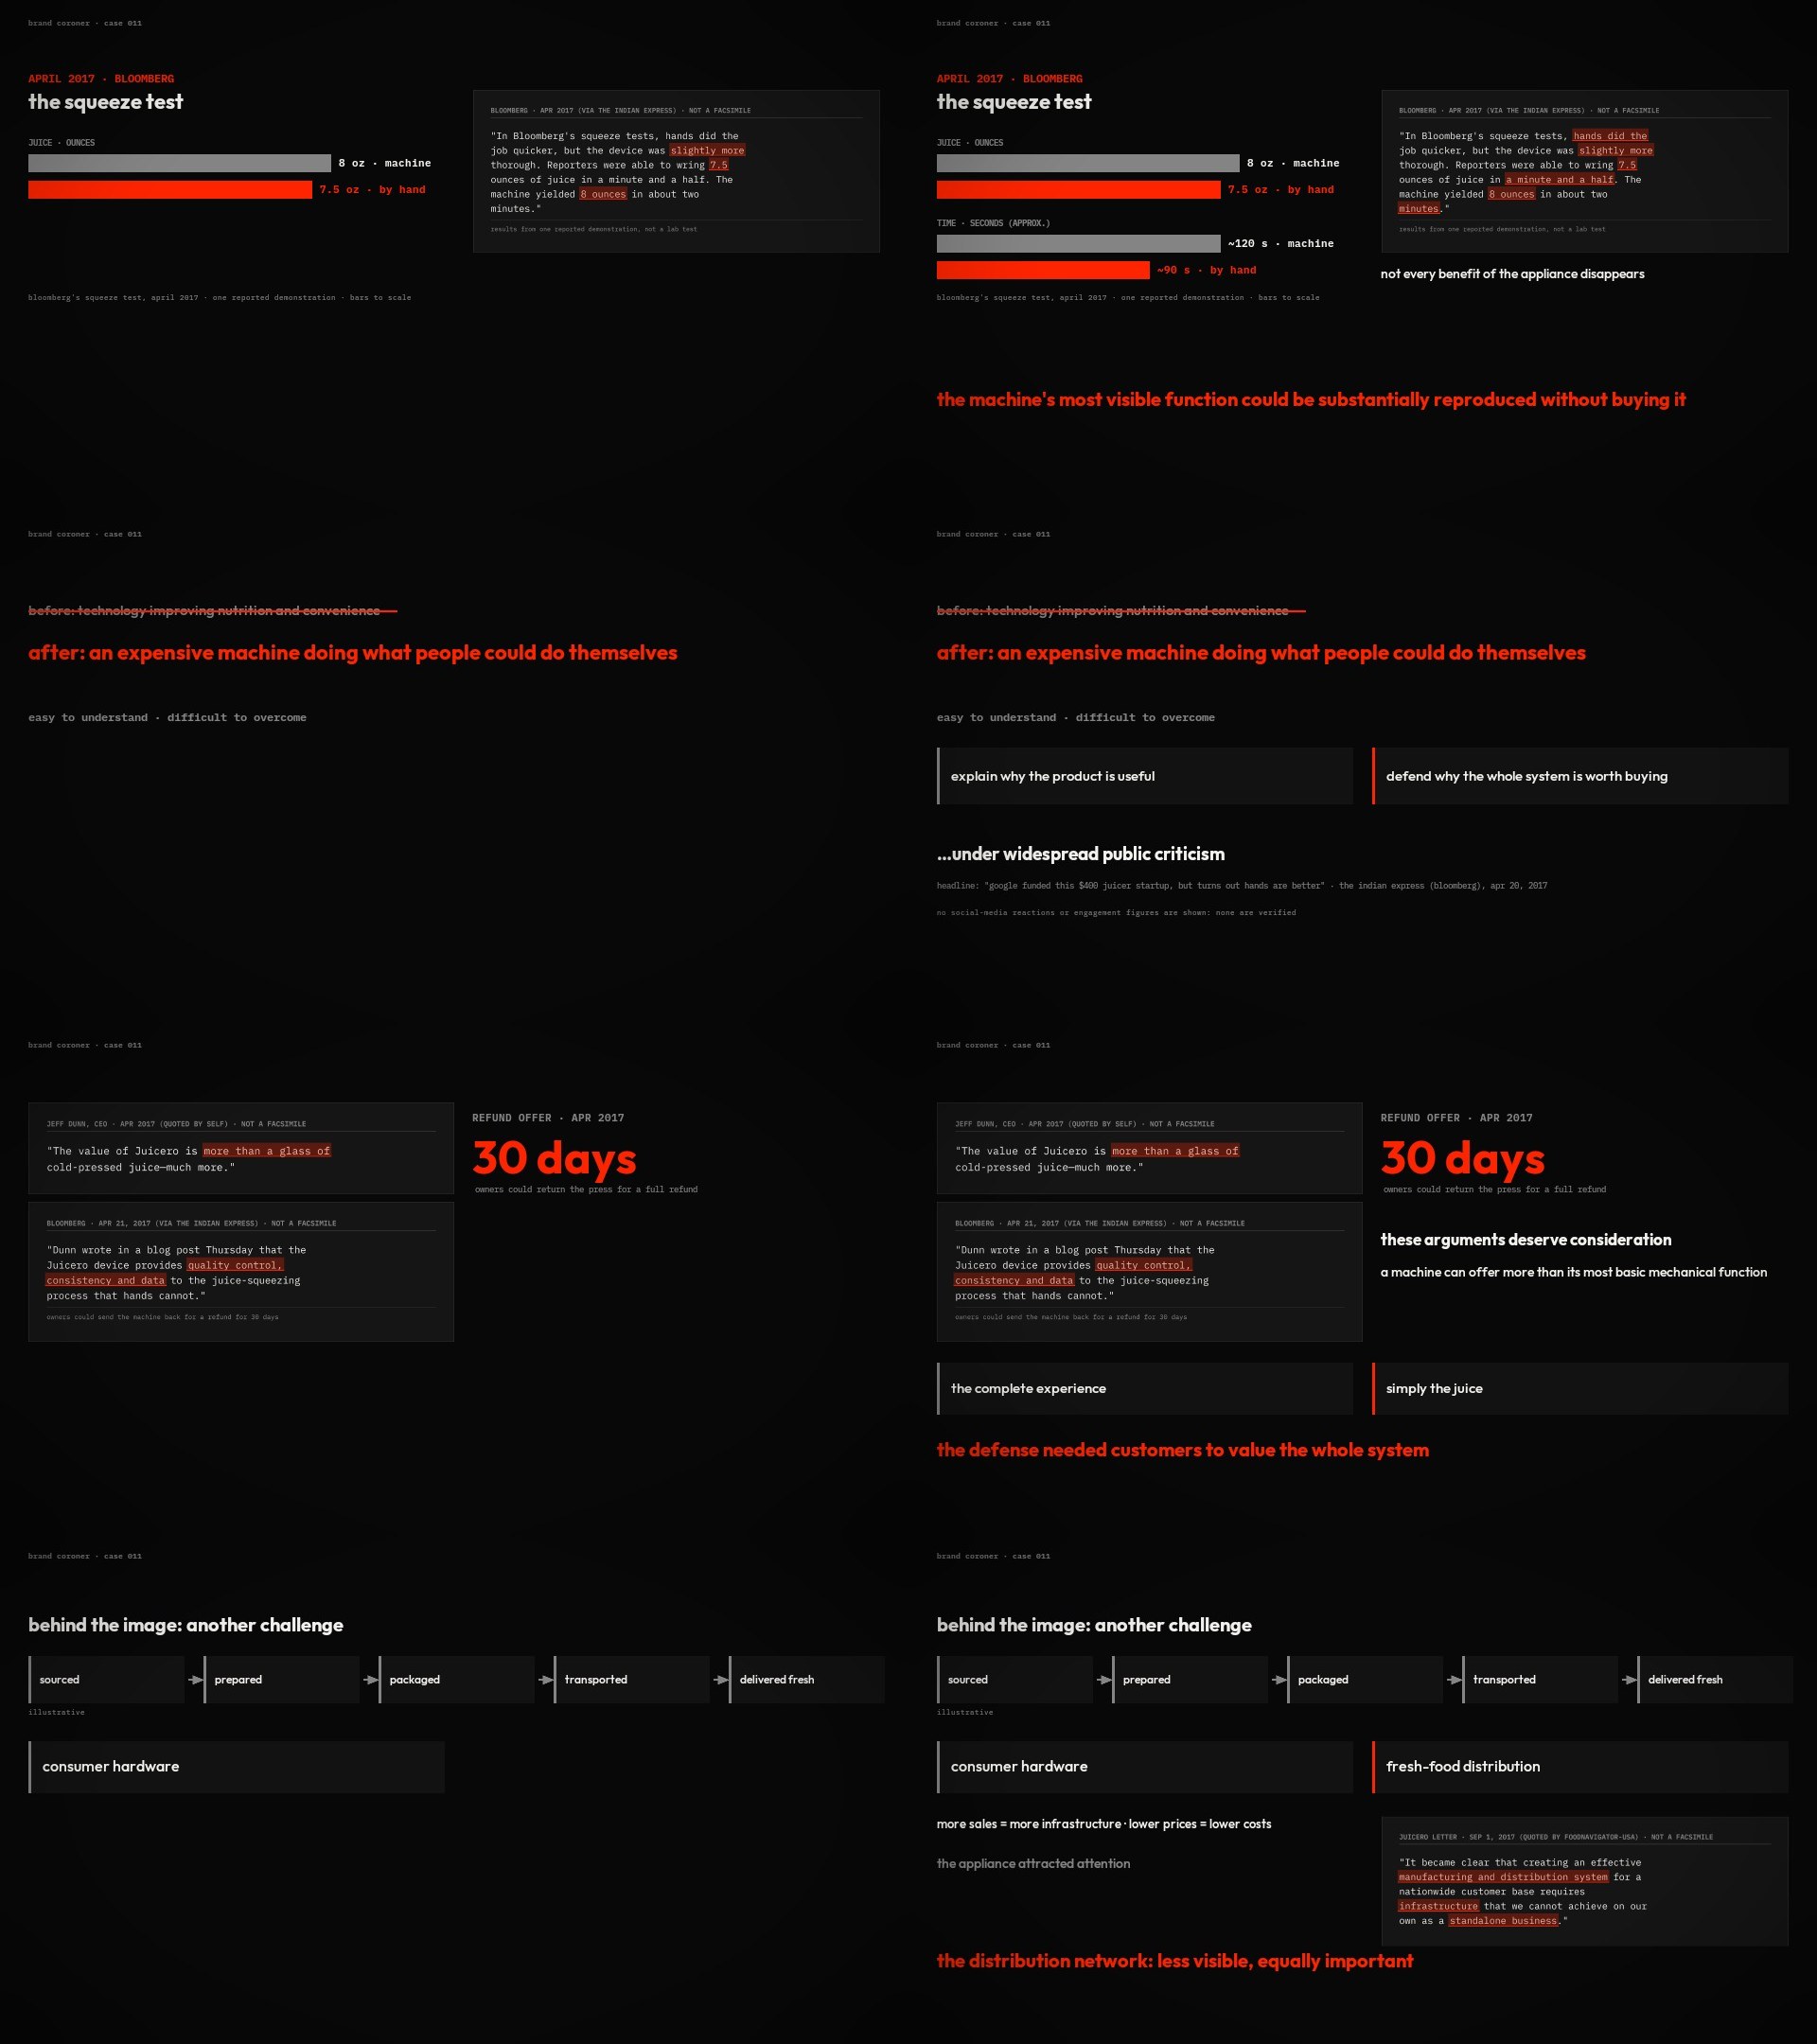 brand coroner · case 011
APRIL 2017 · BLOOMBERG
the squeeze test
JUICE · OUNCES
8 oz · machine
7.5 oz · by hand
bloomberg's squeeze test, april 2017 · one reported demonstration · bars to scale
BLOOMBERG · APR 2017 (VIA THE INDIAN EXPRESS) · NOT A FACSIMILE
"In Bloomberg's squeeze tests, hands did the
job quicker, but the device was slightly more
thorough. Reporters were able to wring 7.5
ounces of juice in a minute and a half. The
machine yielded 8 ounces in about two
minutes."
results from one reported demonstration, not a lab test
brand coroner · case 011
APRIL 2017 · BLOOMBERG
the squeeze test
JUICE · OUNCES
8 oz · machine
7.5 oz · by hand
TIME · SECONDS (APPROX.)
~120 s · machine
~90 s · by hand
bloomberg's squeeze test, april 2017 · one reported demonstration · bars to scale
BLOOMBERG · APR 2017 (VIA THE INDIAN EXPRESS) · NOT A FACSIMILE
"In Bloomberg's squeeze tests, hands did the
job quicker, but the device was slightly more
thorough. Reporters were able to wring 7.5
ounces of juice in a minute and a half. The
machine yielded 8 ounces in about two
minutes."
results from one reported demonstration, not a lab test
not every benefit of the appliance disappears
the machine's most visible function could be substantially reproduced without buying it
brand coroner · case 011
before: technology improving nutrition and convenience
after: an expensive machine doing what people could do themselves
easy to understand · difficult to overcome
brand coroner · case 011
before: technology improving nutrition and convenience
after: an expensive machine doing what people could do themselves
easy to understand · difficult to overcome
explain why the product is useful
defend why the whole system is worth buying
...under widespread public criticism
headline: "google funded this $400 juicer startup, but turns out hands are better" · the indian express (bloomberg), apr 20, 2017
no social-media reactions or engagement figures are shown: none are verified
brand coroner · case 011
JEFF DUNN, CEO · APR 2017 (QUOTED BY SELF) · NOT A FACSIMILE
"The value of Juicero is more than a glass of
cold-pressed juice—much more."
BLOOMBERG · APR 21, 2017 (VIA THE INDIAN EXPRESS) · NOT A FACSIMILE
"Dunn wrote in a blog post Thursday that the
Juicero device provides quality control,
consistency and data to the juice-squeezing
process that hands cannot."
owners could send the machine back for a refund for 30 days
REFUND OFFER · APR 2017
30 days
owners could return the press for a full refund
brand coroner · case 011
JEFF DUNN, CEO · APR 2017 (QUOTED BY SELF) · NOT A FACSIMILE
"The value of Juicero is more than a glass of
cold-pressed juice—much more."
BLOOMBERG · APR 21, 2017 (VIA THE INDIAN EXPRESS) · NOT A FACSIMILE
"Dunn wrote in a blog post Thursday that the
Juicero device provides quality control,
consistency and data to the juice-squeezing
process that hands cannot."
owners could send the machine back for a refund for 30 days
REFUND OFFER · APR 2017
30 days
owners could return the press for a full refund
these arguments deserve consideration
a machine can offer more than its most basic mechanical function
the complete experience
simply the juice
the defense needed customers to value the whole system
brand coroner · case 011
behind the image: another challenge
sourced
prepared
packaged
transported
delivered fresh
illustrative
consumer hardware
brand coroner · case 011
behind the image: another challenge
sourced
prepared
packaged
transported
delivered fresh
illustrative
consumer hardware
fresh-food distribution
more sales = more infrastructure · lower prices = lower costs
the appliance attracted attention
JUICERO LETTER · SEP 1, 2017 (QUOTED BY FOODNAVIGATOR-USA) · NOT A FACSIMILE
"It became clear that creating an effective
manufacturing and distribution system for a
nationwide customer base requires
infrastructure that we cannot achieve on our
own as a standalone business."
the distribution network: less visible, equally important